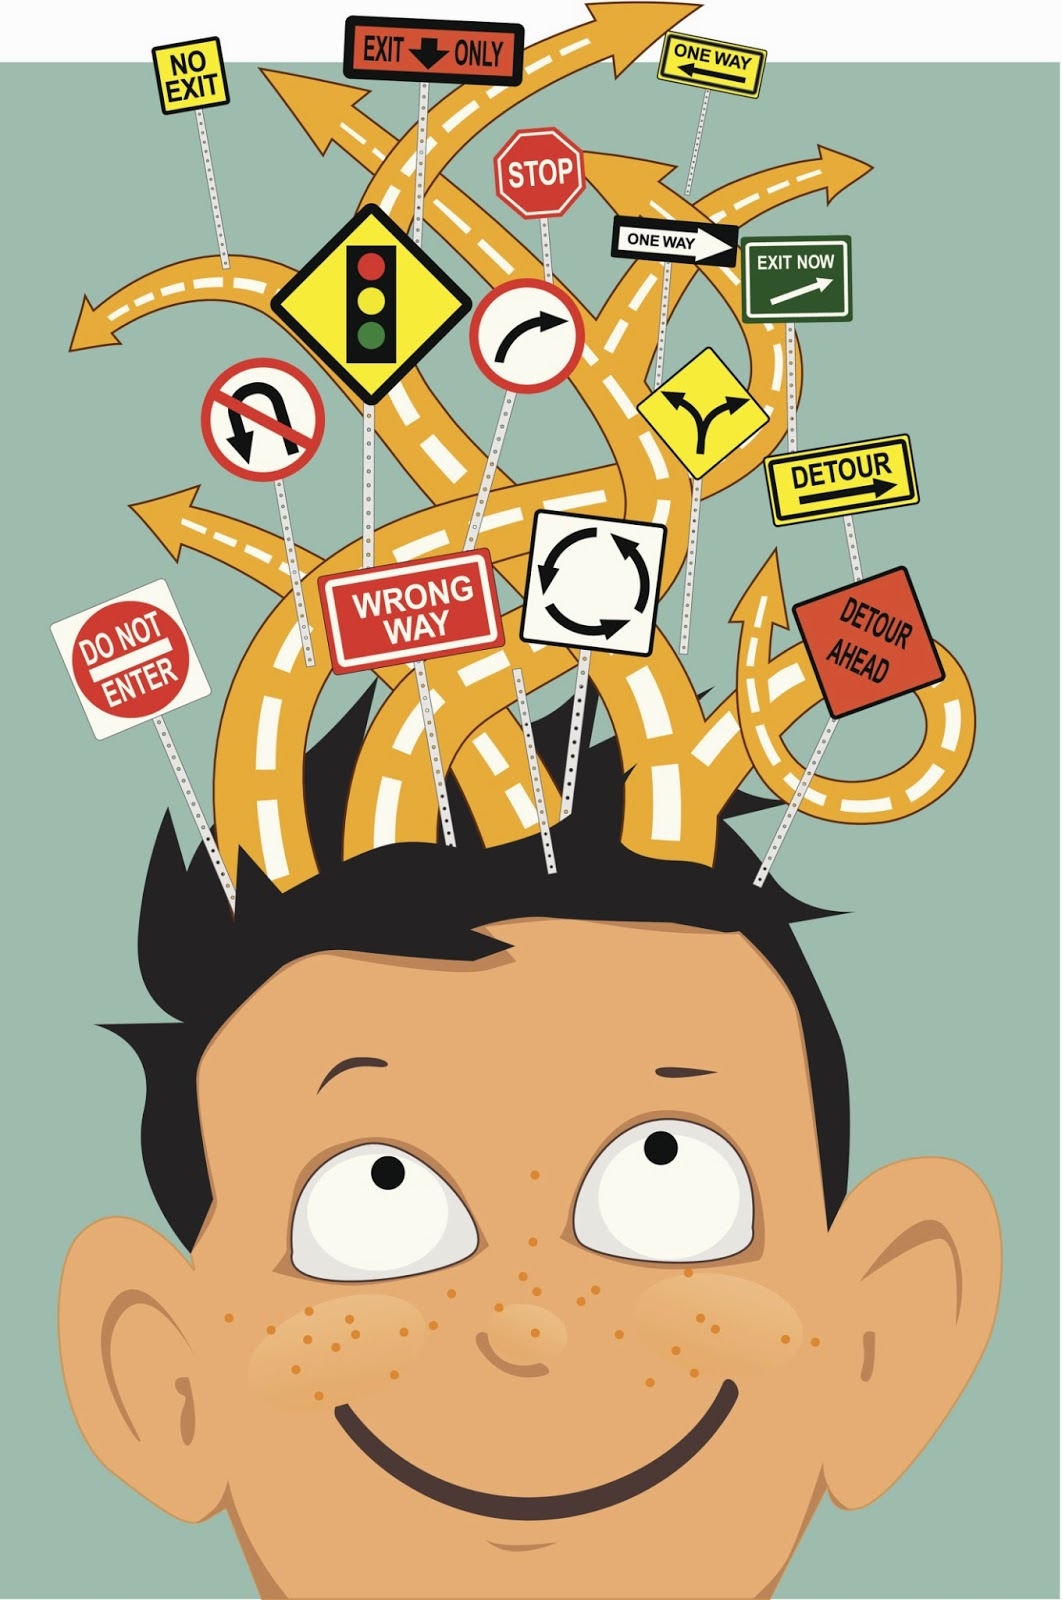 NO
EXIT
EXIT ONLY
ONE WAY
STOP
ONE WAY
EXIT NOW
DETOUR
WRONG
WAY
DO NOT
ENTER
DETOUR
AHEAD